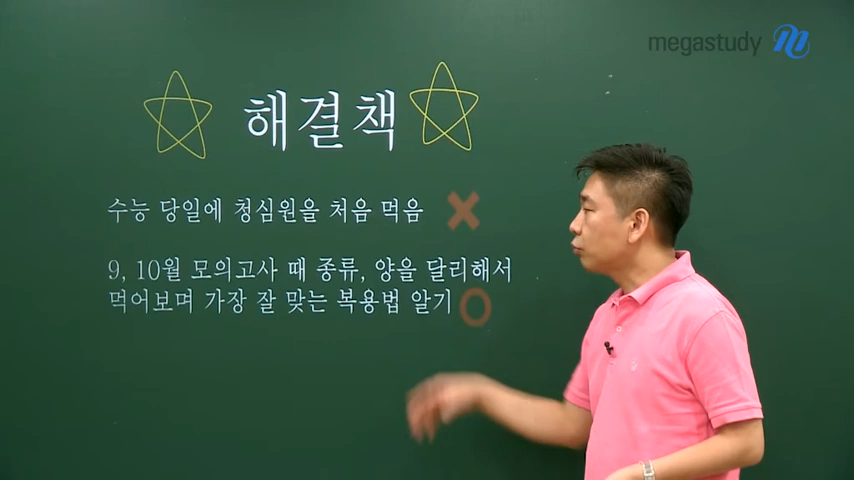 megastudy
해결책
수능 당일에 청심원을 처음 먹음 X
9, 10월 모의고사 때 종류, 양을 달리해서
먹어보며 가장 잘 맞는 복용법 알기 O